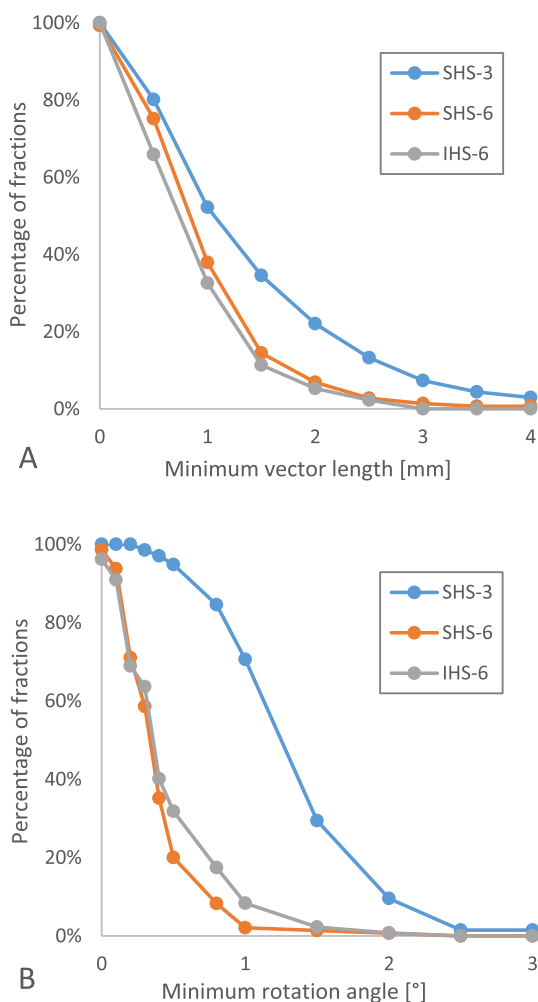 100%
80%
60%
40%
20%
0%
Percentage of fractions
SHS-3
SHS-6
IHS-6
0 1 2 3 4
A
Minimum vector length [mm]
100%
80%
60%
40%
20%
0%
Percentage of fractions
SHS-3
SHS-6
IHS-6
0 1 2 3
B
Minimum rotation angle [°]